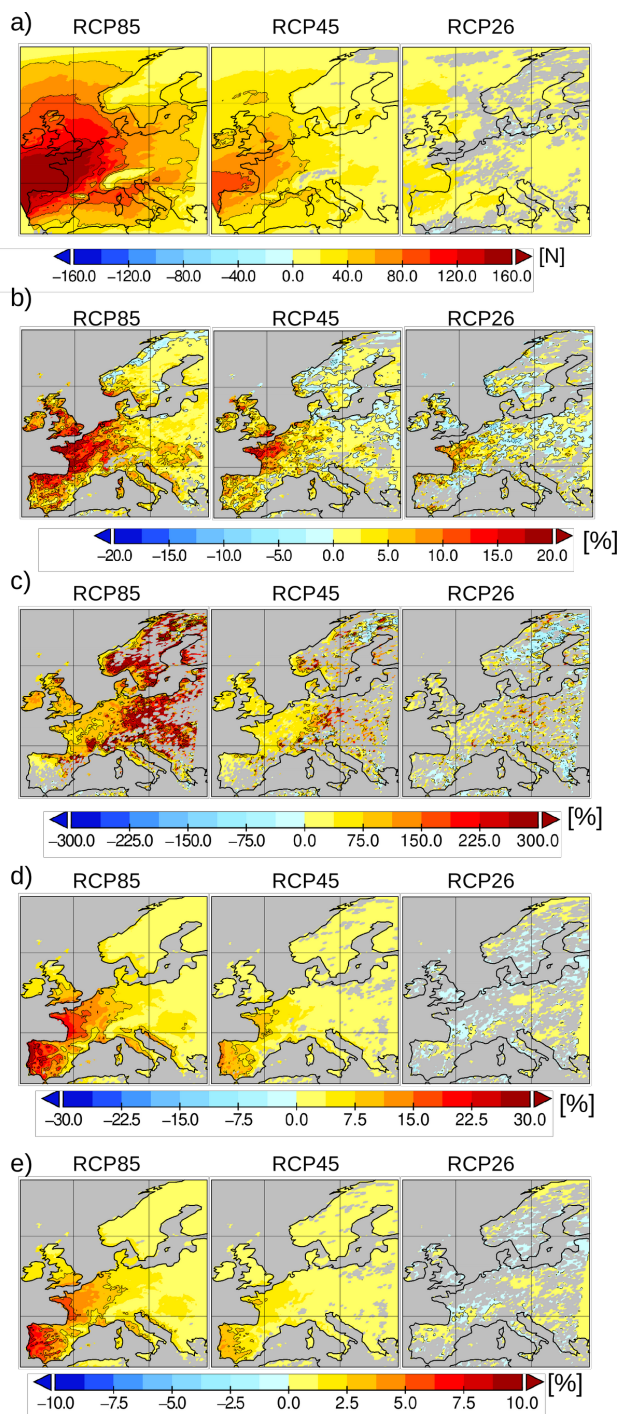 a)
RCP85 RCP45 RCP26
−160.0 −120.0 −80.0 −40.0 0.0 40.0 80.0 120.0 160.0 [N]
b)
RCP85 RCP45 RCP26
−20.0 −15.0 −10.0 −5.0 0.0 5.0 10.0 15.0 20.0 [%]
c)
RCP85 RCP45 RCP26
−300.0 −225.0 −150.0 −75.0 0.0 75.0 150.0 225.0 300.0 [%]
d)
RCP85 RCP45 RCP26
−30.0 −22.5 −15.0 −7.5 0.0 7.5 15.0 22.5 30.0 [%]
e)
RCP85 RCP45 RCP26
−10.0 −7.5 −5.0 −2.5 0.0 2.5 5.0 7.5 10.0 [%]